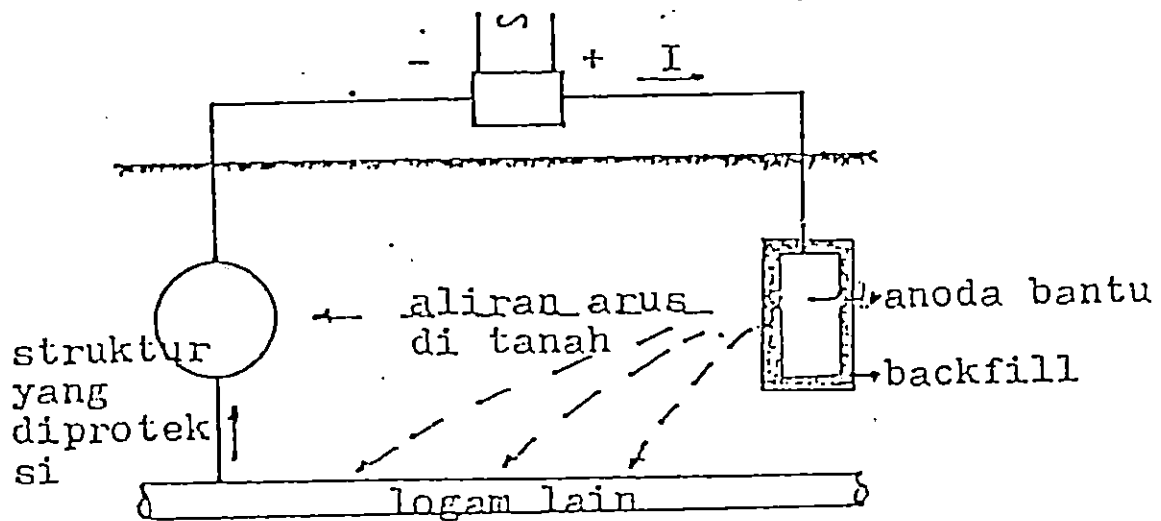 S
- + I
aliran arus
di tanah
anoda bantu
struktur
yang
diprotek
si
backfill
logam lain